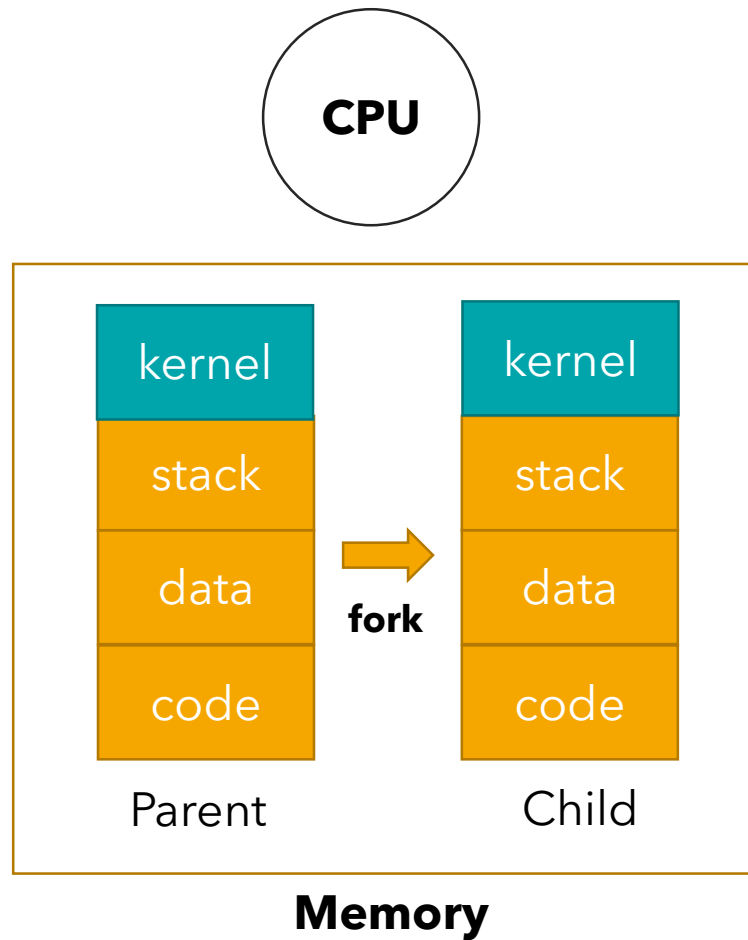 CPU
kernel
kernel
stack
stack
data
data
fork
code
code
Parent
Child
Memory